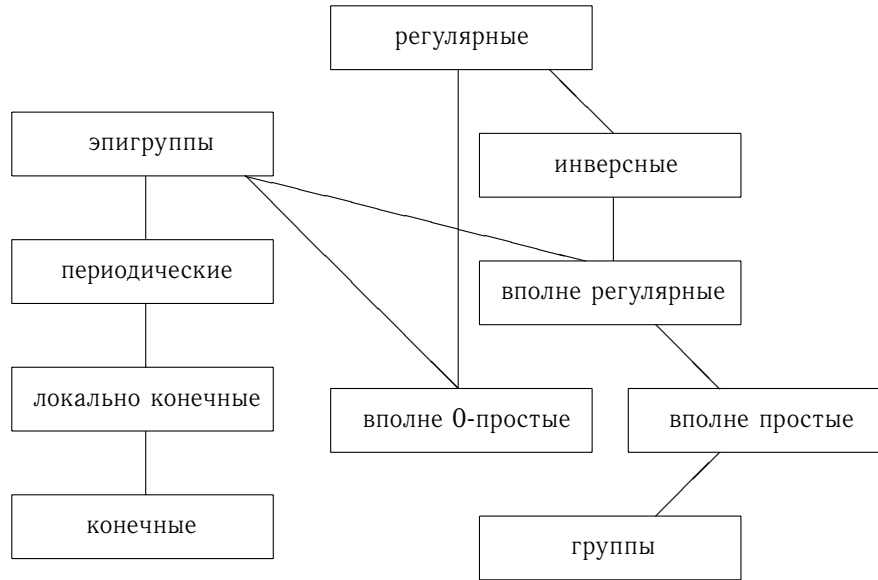 регулярные
эпигруппы
инверсные
периодические
вполне регулярные
локально конечные
вполне 0-простые
вполне простые
конечные
группы